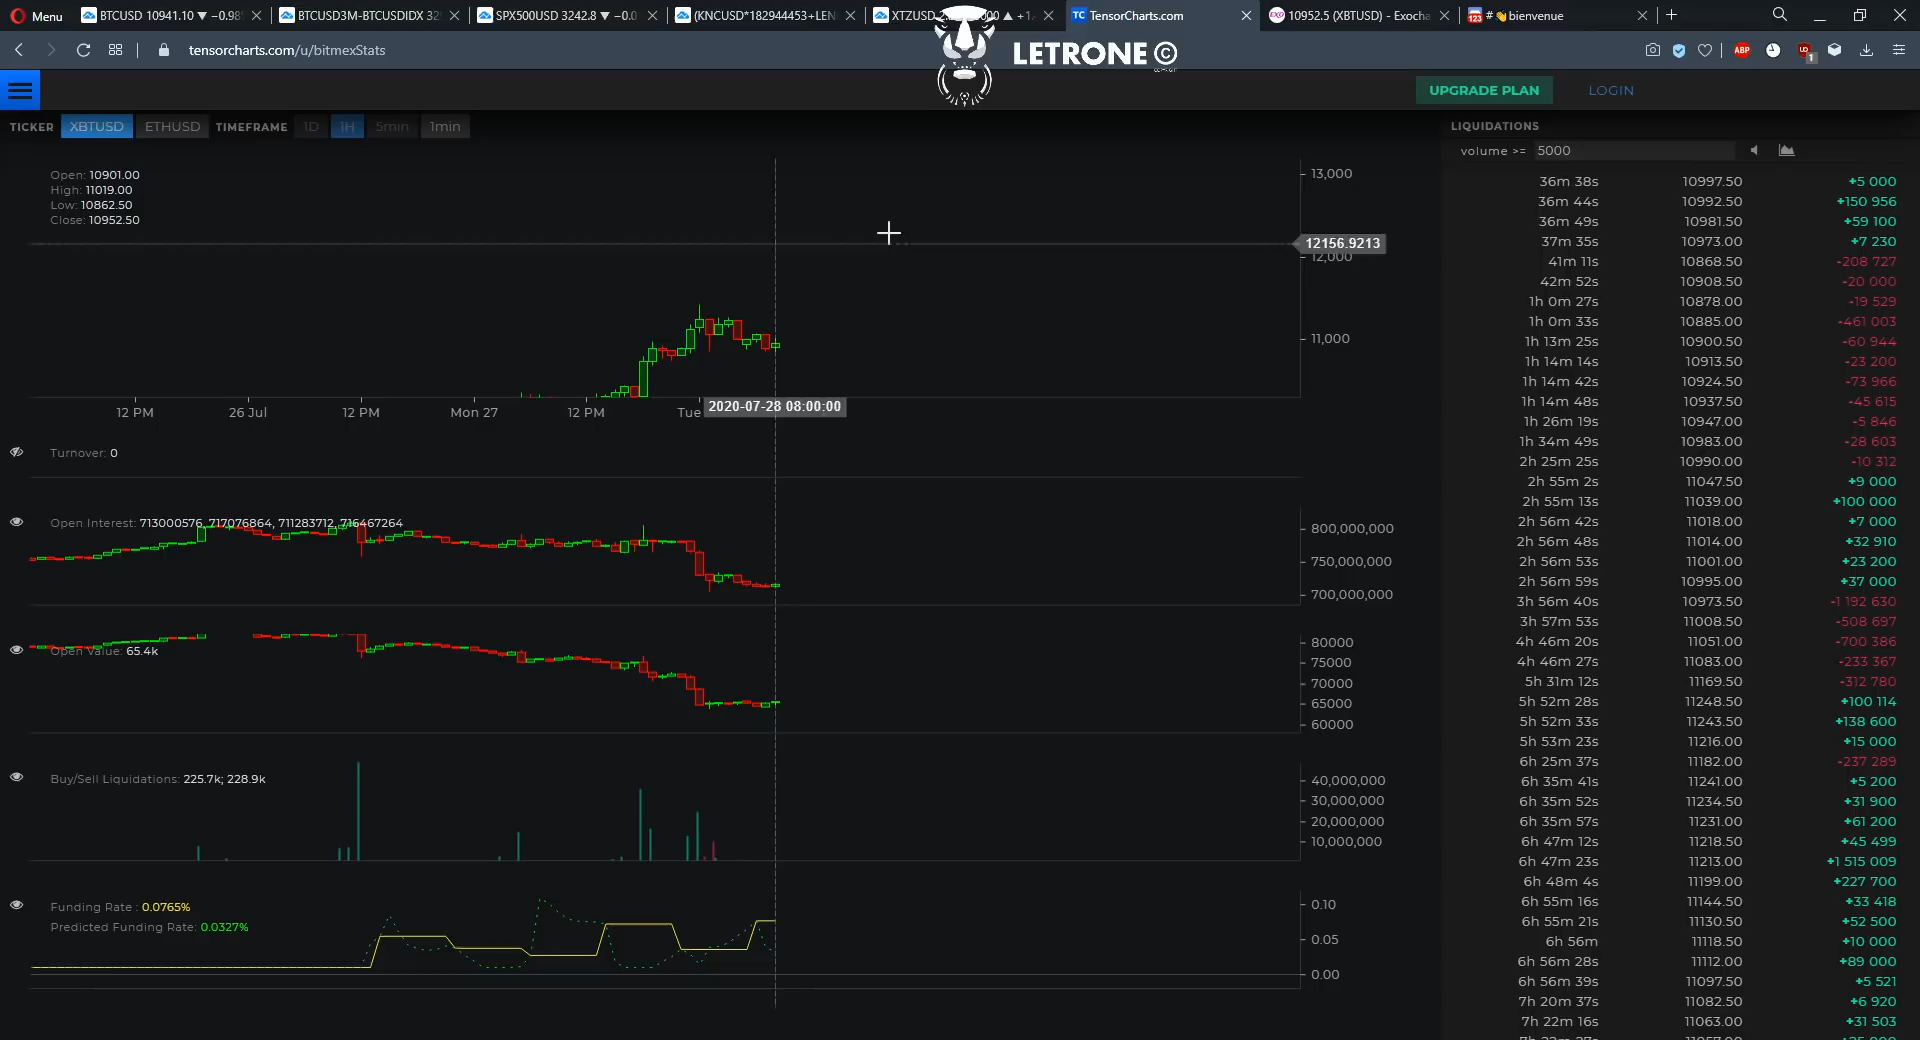 Menu
BTCUSD 10941.10 ▼ −0.98
BTCUSD3M-BTCUSDIDX 32
SPX500USD 3242.8 ▼ −0.0
(KNCUSD*182944453+LEN
XTZUSD
TensorCharts.com
10952.5 (XBTUSD) - Exocha
#👋bienvenue
tensorcharts.com/u/bitmexStats
LETRONE ©
UPGRADE PLAN
LOGIN
TICKER XBTUSD ETHUSD TIMEFRAME 1D 1H 5min 1min
Open: 10901.00
High: 11019.00
Low: 10862.50
Close: 10952.50
13,000
12156.9213
12,000
11,000
12 PM 26 Jul 12 PM Mon 27 12 PM Tue 2020-07-28 08:00:00
Turnover: 0
Open Interest: 713000576, 717076864, 711283712, 716467264
800,000,000
750,000,000
700,000,000
Open Value: 65.4k
80000
75000
70000
65000
60000
Buy/Sell Liquidations: 225.7k; 228.9k
40,000,000
30,000,000
20,000,000
10,000,000
Funding Rate : 0.0765%
Predicted Funding Rate: 0.0327%
0.10
0.05
0.00
LIQUIDATIONS
volume >= 5000
36m 38s 10997.50 +5 000
36m 44s 10992.50 +150 956
36m 49s 10981.50 +59 100
37m 35s 10973.00 +7 230
41m 11s 10868.50 -208 727
42m 52s 10908.50 -20 000
1h 0m 27s 10878.00 -19 529
1h 0m 33s 10885.00 -461 003
1h 13m 25s 10900.50 -60 944
1h 14m 14s 10913.50 -23 200
1h 14m 42s 10924.50 -73 966
1h 14m 48s 10937.50 -45 615
1h 26m 19s 10947.00 -5 846
1h 34m 49s 10983.00 -28 603
2h 25m 25s 10990.00 -10 312
2h 55m 2s 11047.50 +9 000
2h 55m 13s 11039.00 +100 000
2h 56m 42s 11018.00 +7 000
2h 56m 48s 11014.00 +32 910
2h 56m 53s 11001.00 +23 200
2h 56m 59s 10995.00 +37 000
3h 56m 40s 10973.50 -1 192 630
3h 57m 53s 11008.50 -508 697
4h 46m 20s 11051.00 -700 386
4h 46m 27s 11083.00 -233 367
5h 31m 12s 11169.50 -312 780
5h 52m 28s 11248.50 +100 114
5h 52m 33s 11243.50 +138 600
5h 53m 23s 11216.00 +15 000
6h 25m 37s 11182.00 -237 289
6h 35m 41s 11241.00 +5 200
6h 35m 52s 11234.50 +31 900
6h 35m 57s 11231.00 +61 200
6h 47m 12s 11218.50 +45 499
6h 47m 23s 11213.00 +1 515 009
6h 48m 4s 11199.00 +227 700
6h 55m 16s 11144.50 +33 418
6h 55m 21s 11130.50 +52 500
6h 56m 11118.50 +10 000
6h 56m 28s 11112.00 +89 000
6h 56m 39s 11097.50 +5 521
7h 20m 37s 11082.50 +6 920
7h 22m 16s 11063.00 +31 503